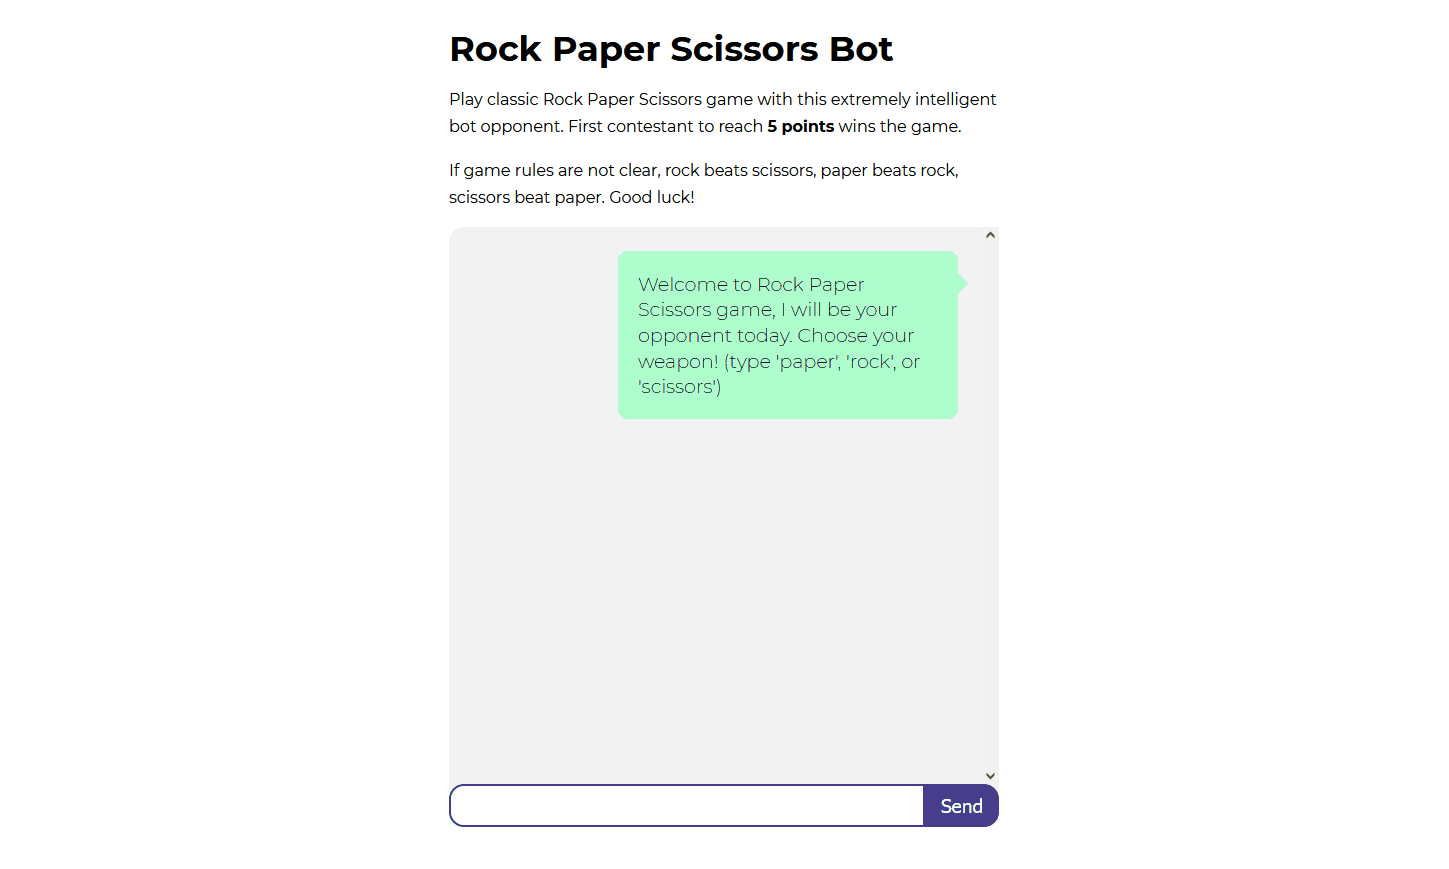 Rock Paper Scissors Bot
Play classic Rock Paper Scissors game with this extremely intelligent
bot opponent. First contestant to reach 5 points wins the game.
If game rules are not clear, rock beats scissors, paper beats rock,
scissors beat paper. Good luck!
Welcome to Rock Paper
Scissors game, I will be your
opponent today. Choose your
weapon! (type 'paper', 'rock', or
'scissors')
Send